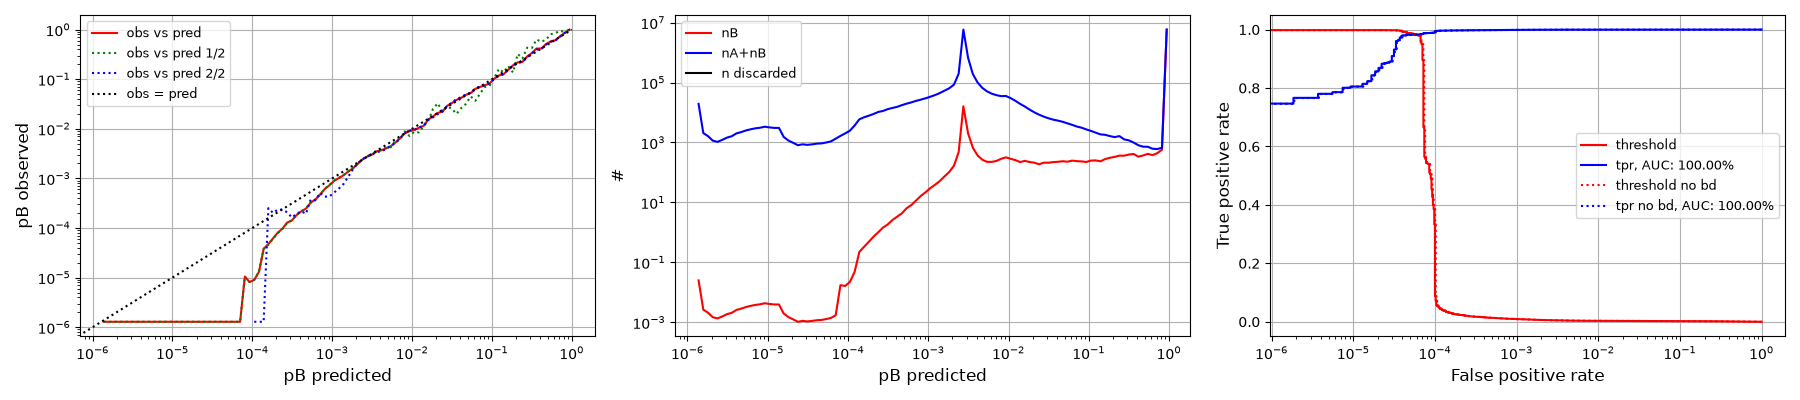 10^0
10^-1
10^-2
10^-3
10^-4
10^-5
10^-6
pB observed
obs vs pred
obs vs pred 1/2
obs vs pred 2/2
obs = pred
10^-6 10^-5 10^-4 10^-3 10^-2 10^-1 10^0
pB predicted
10^7
10^5
10^3
10^1
10^-1
10^-3
#
nB
nA+nB
n discarded
10^-6 10^-5 10^-4 10^-3 10^-2 10^-1 10^0
pB predicted
1.0
0.8
0.6
0.4
0.2
0.0
True positive rate
threshold
tpr, AUC: 100.00%
threshold no bd
tpr no bd, AUC: 100.00%
10^-6 10^-5 10^-4 10^-3 10^-2 10^-1 10^0
False positive rate